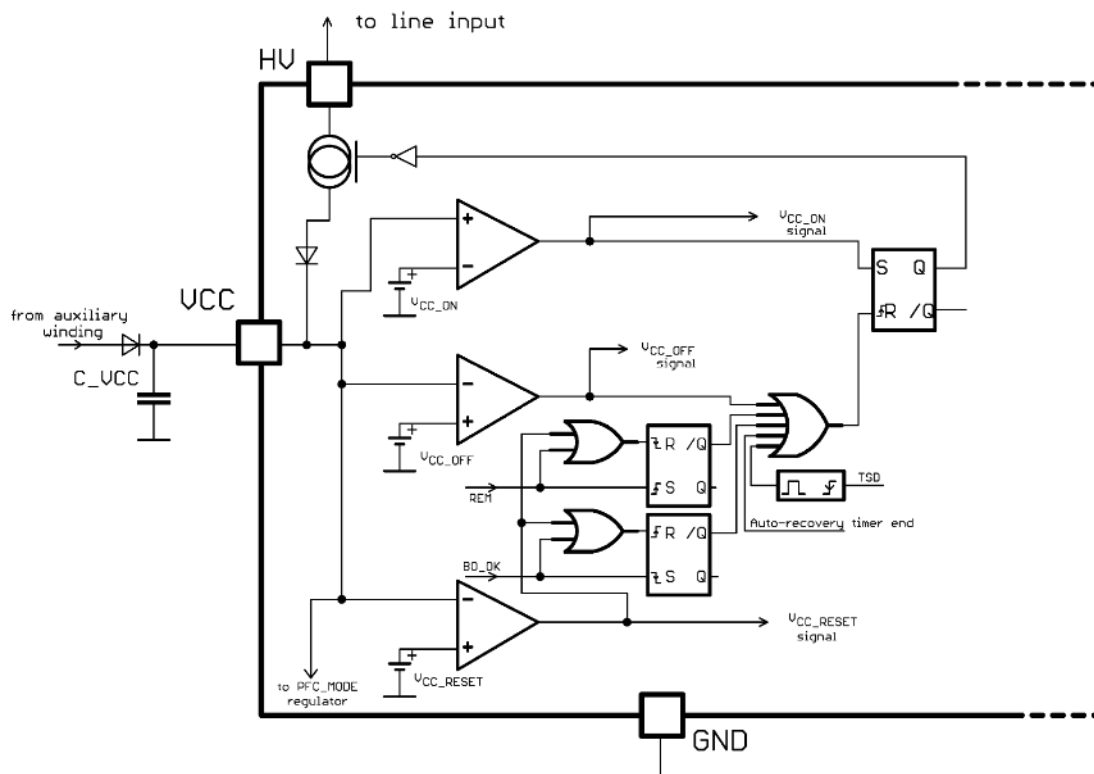 to line input
HV
+
VCC_ON
signal
-
+
VCC_ON
S Q
R /Q
VCC
from auxiliary
winding
C_VCC
VCC_OFF
signal
-
+
+
VCC_OFF
R /Q
REM
S Q
TSD
Auto-recovery timer end
R /Q
BO_OK
S Q
-
+
+
VCC_RESET
VCC_RESET
signal
to PFC_MODE
regulator
GND